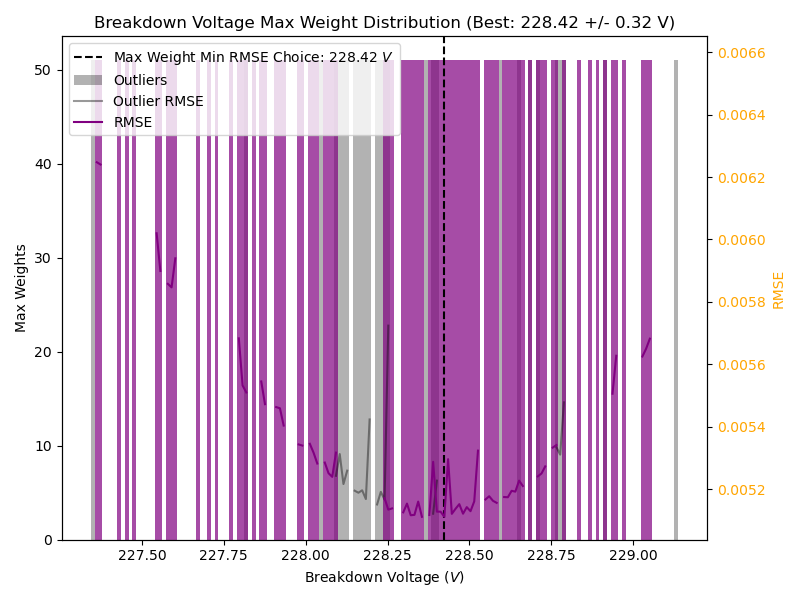 Breakdown Voltage Max Weight Distribution (Best: 228.42 +/- 0.32 V)
Max Weight Min RMSE Choice: 228.42 V
Outliers
Outlier RMSE
RMSE
50
40
30
20
10
0
Max Weights
0.0066
0.0064
0.0062
0.0060
0.0058
0.0056
0.0054
0.0052
RMSE
227.50 227.75 228.00 228.25 228.50 228.75 229.00
Breakdown Voltage (V)